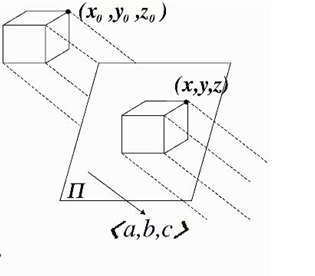 (x₀ ,y₀ ,z₀ )
(x,y,z)
Π
<a,b,c>